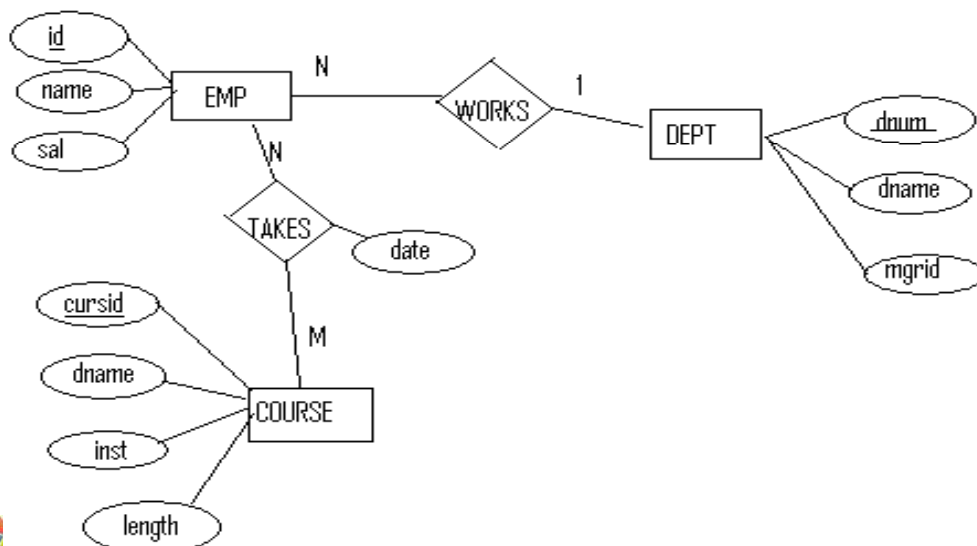 id
name
sal
EMP
N
WORKS
1
DEPT
dnum
dname
mgrid
N
TAKES
date
M
cursid
dname
inst
length
COURSE